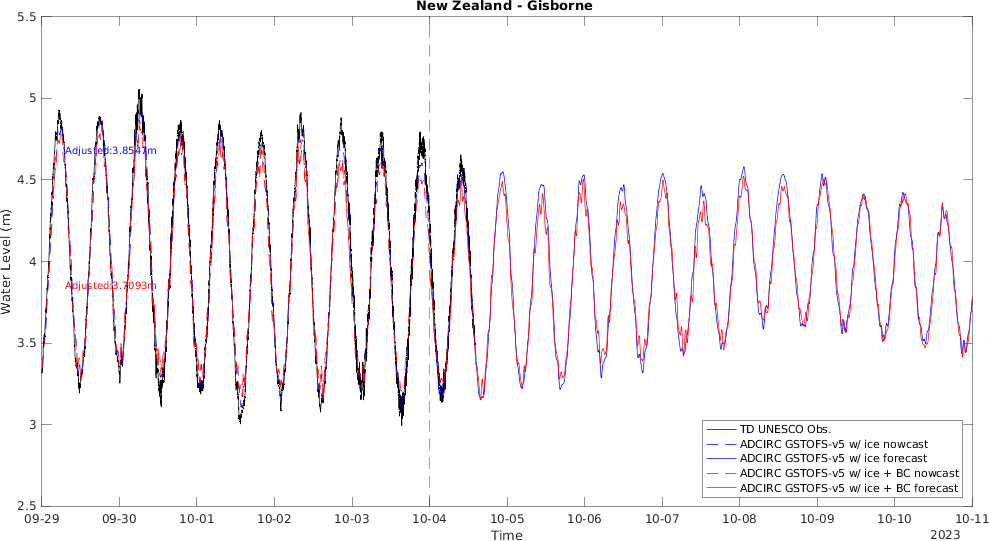 New Zealand - Gisborne
5.5
5
4.5
4
3.5
3
2.5
Water Level (m)
Adjusted:3.8547m
Adjusted:3.7093m
TD UNESCO Obs.
ADCIRC GSTOFS-v5 w/ ice nowcast
ADCIRC GSTOFS-v5 w/ ice forecast
ADCIRC GSTOFS-v5 w/ ice + BC nowcast
ADCIRC GSTOFS-v5 w/ ice + BC forecast
09-29 09-30 10-01 10-02 10-03 10-04 10-05 10-06 10-07 10-08 10-09 10-10 10-11
Time
2023